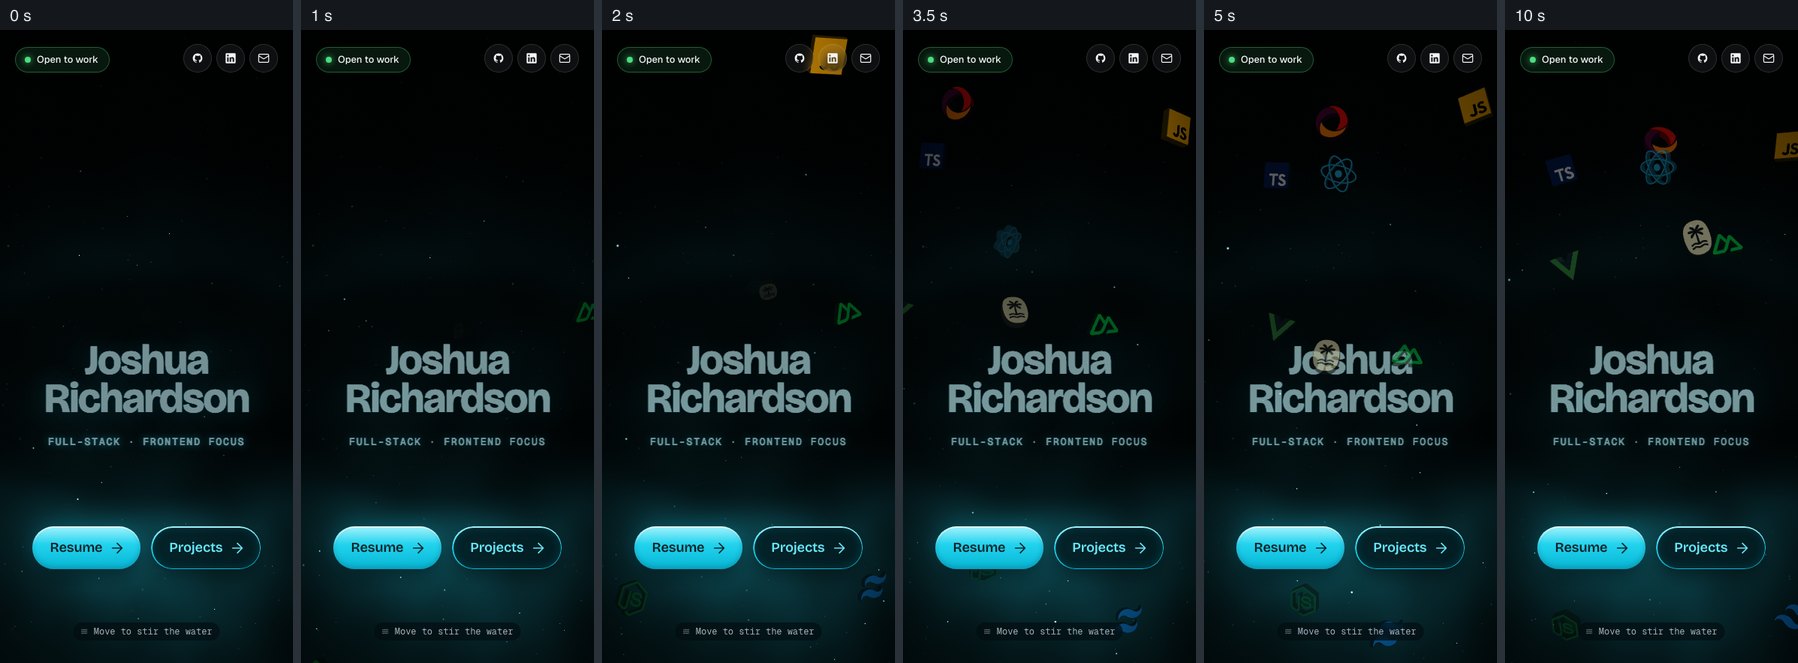 0 s
Open to work
Joshua
Richardson
FULL-STACK · FRONTEND FOCUS
Resume →
Projects →
Move to stir the water
1 s
Open to work
Joshua
Richardson
FULL-STACK · FRONTEND FOCUS
Resume →
Projects →
Move to stir the water
2 s
Open to work
Joshua
Richardson
FULL-STACK · FRONTEND FOCUS
Resume →
Projects →
JS
Move to stir the water
3.5 s
Open to work
JS
TS
Joshua
Richardson
FULL-STACK · FRONTEND FOCUS
Resume →
Projects →
Move to stir the water
5 s
Open to work
JS
TS
Joshua
Richardson
FULL-STACK · FRONTEND FOCUS
Resume →
Projects →
JS
Move to stir the water
10 s
Open to work
JS
TS
Joshua
Richardson
FULL-STACK · FRONTEND FOCUS
Resume →
Projects →
JS
Move to stir the water